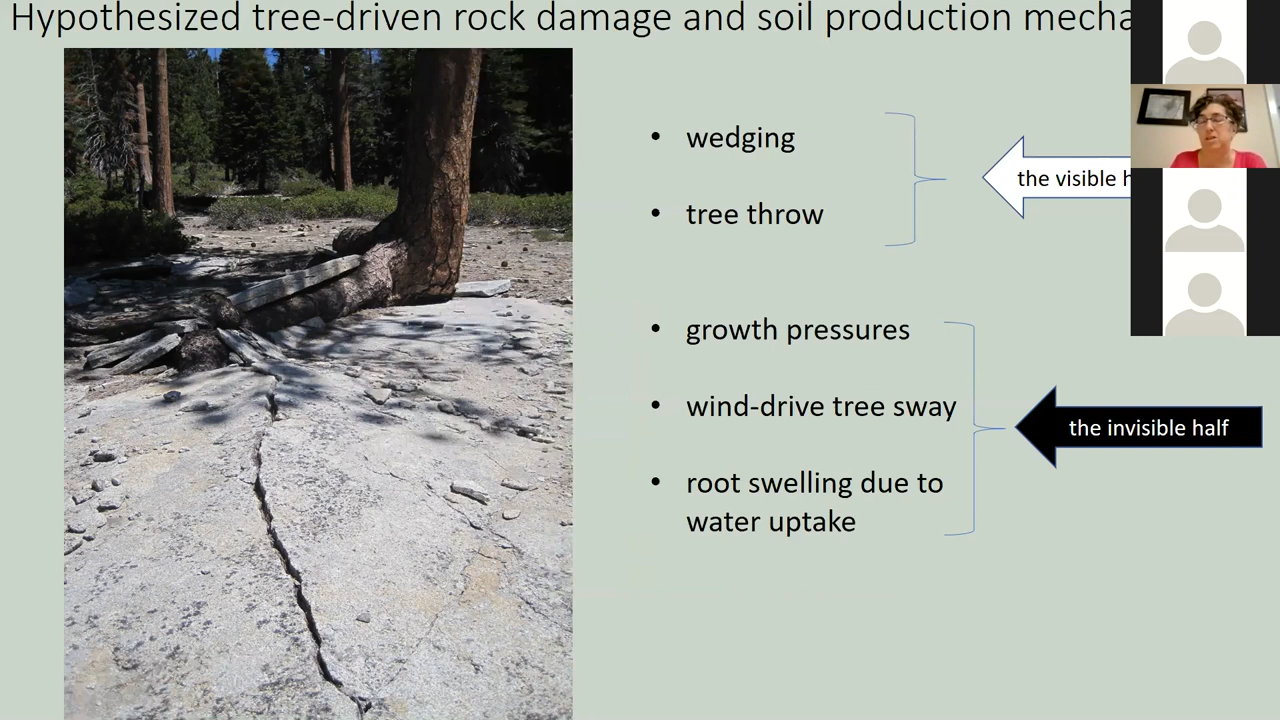 Hypothesized tree-driven rock damage and soil production
• wedging
the visible
• tree throw
• growth pressures
• wind-drive tree sway
the invisible half
• root swelling due to
water uptake